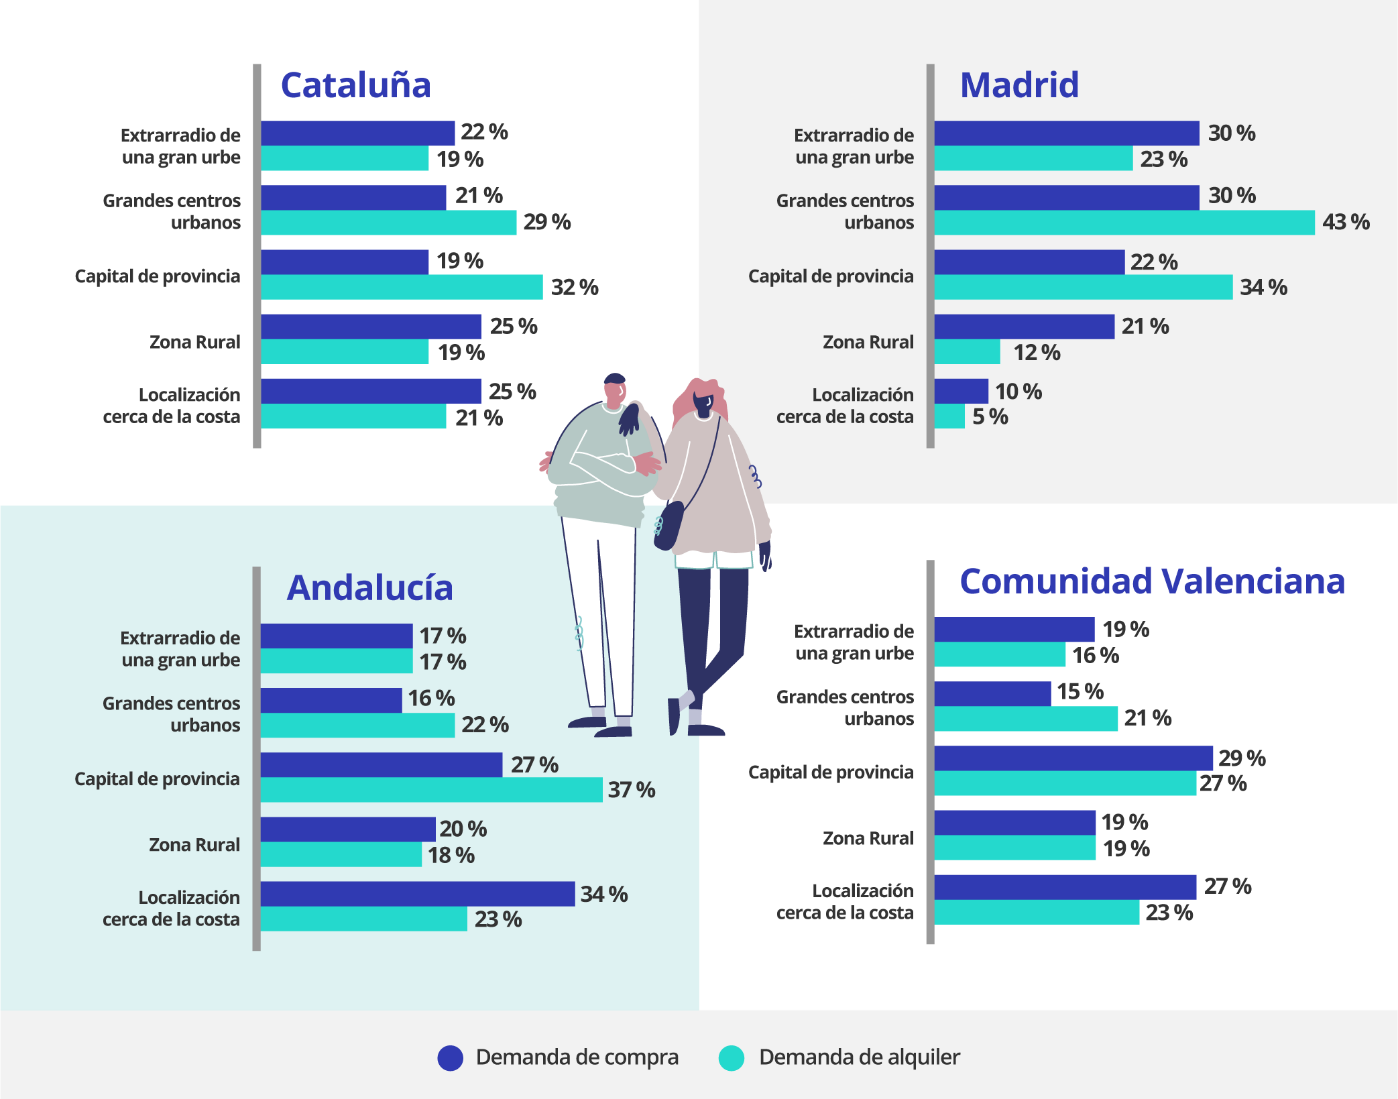 Cataluña
Extrarradio de
una gran urbe
22 %
19 %
Grandes centros
urbanos
21 %
29 %
Capital de provincia
19 %
32 %
Zona Rural
25 %
19 %
Localización
cerca de la costa
25 %
21 %
Madrid
Extrarradio de
una gran urbe
30 %
23 %
Grandes centros
urbanos
30 %
43 %
Capital de provincia
22 %
34 %
Zona Rural
21 %
12 %
Localización
cerca de la costa
10 %
5 %
Andalucía
Extrarradio de
una gran urbe
17 %
17 %
Grandes centros
urbanos
16 %
22 %
Capital de provincia
27 %
37 %
Zona Rural
20 %
18 %
Localización
cerca de la costa
34 %
23 %
Comunidad Valenciana
Extrarradio de
una gran urbe
19 %
16 %
Grandes centros
urbanos
15 %
21 %
Capital de provincia
29 %
27 %
Zona Rural
19 %
19 %
Localización
cerca de la costa
27 %
23 %
Demanda de compra
Demanda de alquiler